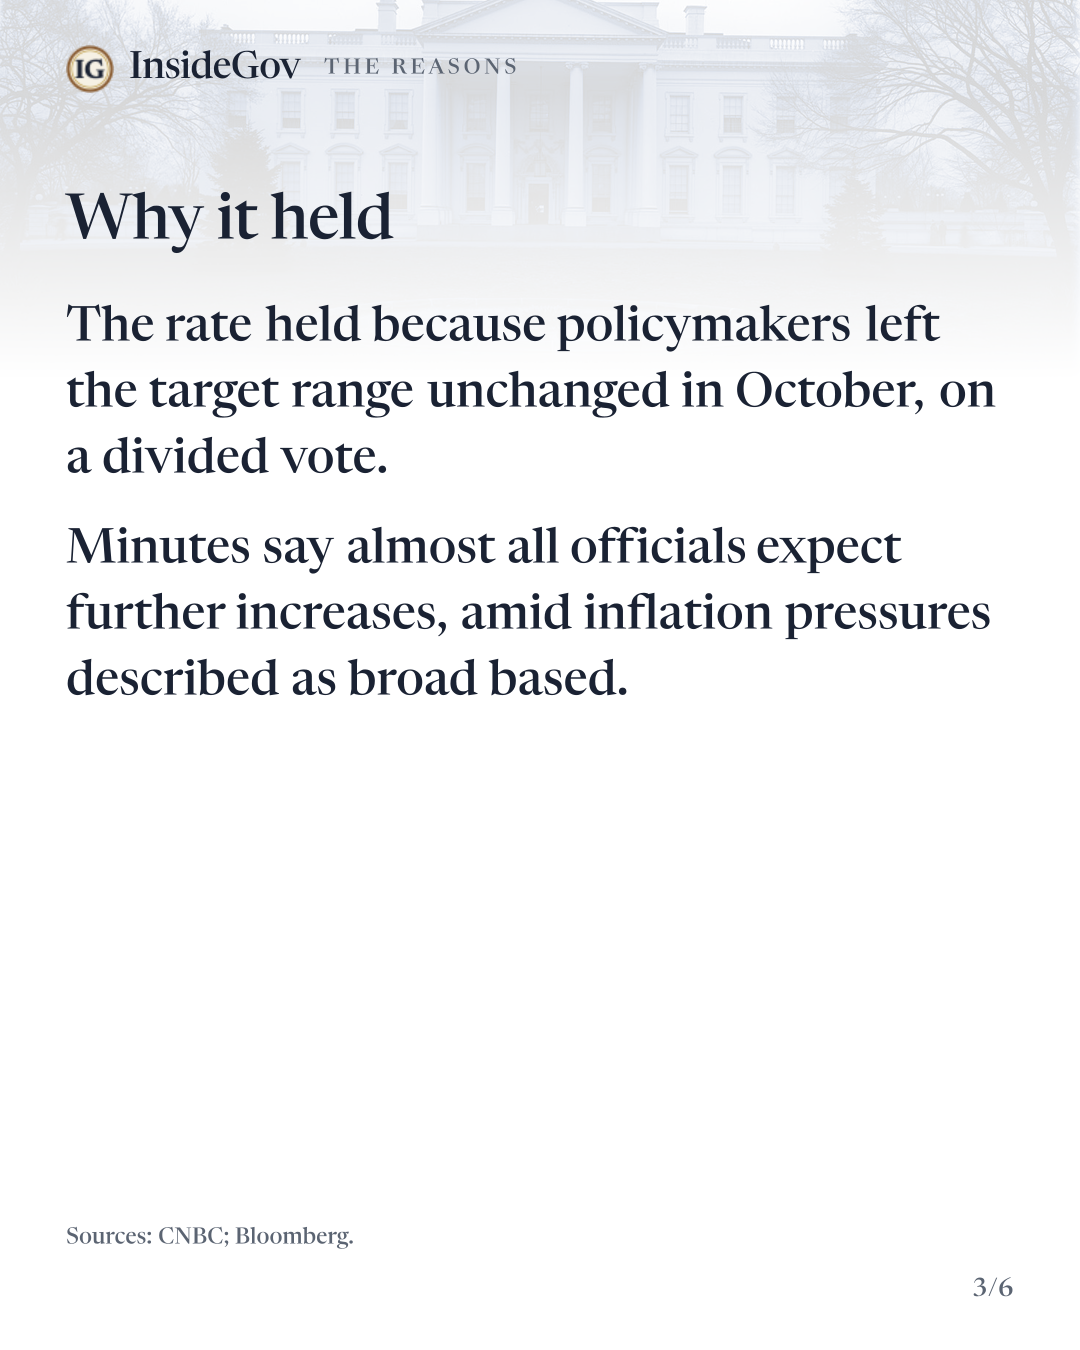 IG InsideGov THE REASONS
Why it held
The rate held because policymakers left
the target range unchanged in October, on
a divided vote.
Minutes say almost all officials expect
further increases, amid inflation pressures
described as broad based.
Sources: CNBC; Bloomberg.
3/6